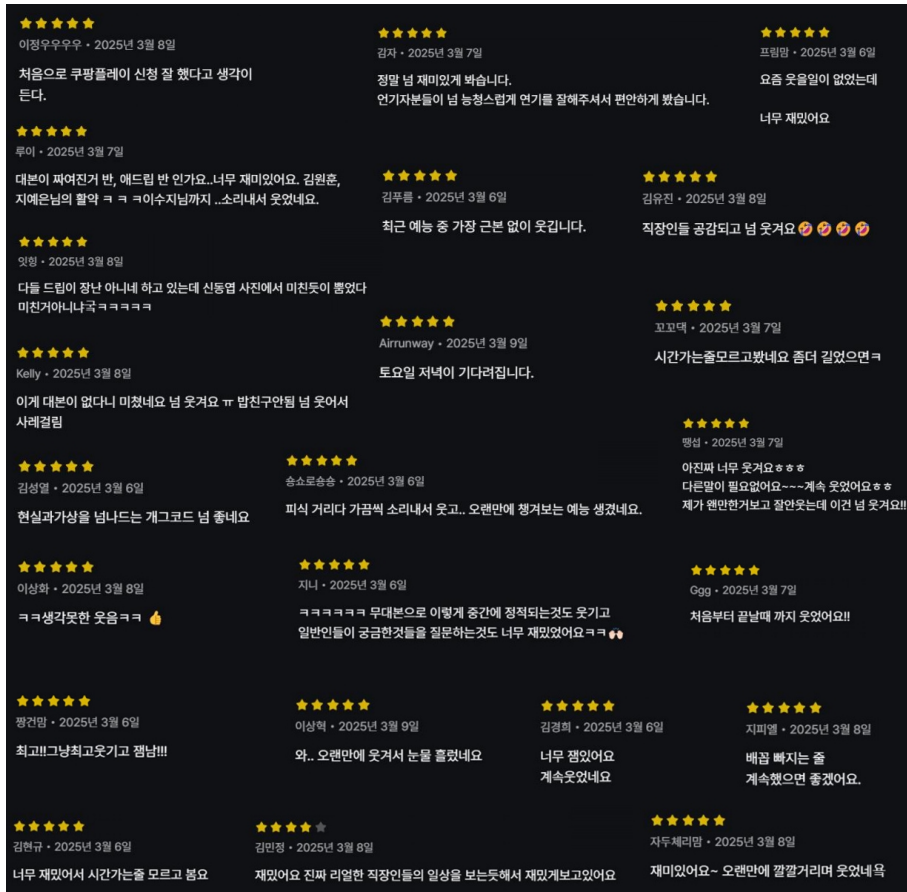 이정우우우우 • 2025년 3월 8일
처음으로 쿠팡플레이 신청 잘 했다고 생각이
든다.
김자 • 2025년 3월 7일
정말 넘 재미있게 봐습니다.
언기자분들이 넘 능청스럽게 연기를 잘해주셔서 편안하게 봤습니다.
프림맘 • 2025년 3월 6일
요즘 웃을일이 없었는데
너무 재밌어요
루이 • 2025년 3월 7일
대본이 짜여진거 반, 애드립 반 인가요..너무 재미있어요. 김원훈,
지예은님의 활약 ㅋ ㅋ ㅋ이수지님까지 ..소리내서 웃었네요.
김푸름 • 2025년 3월 6일
최근 예능 중 가장 근본 없이 웃깁니다.
김유진 • 2025년 3월 8일
직장인들 공감되고 넘 웃겨요🤣🤣🤣🤣
잇힝 • 2025년 3월 8일
다들 드립이 장난 아니네 하고 있는데 신동엽 사진에서 미친듯이 뿜었다
미친거아니냐국ㅋㅋㅋㅋㅋ
Airrunway • 2025년 3월 9일
토요일 저녁이 기다려집니다.
꼬꼬댁 • 2025년 3월 7일
시간가는줄모르고봤네요 좀더 길었으면ㅋ
Kelly • 2025년 3월 8일
이게 대본이 없다니 미쳤네요 넘 웃겨요 ㅠ 밥친구안됨 넘 웃어서
사레걸림
땡섭 • 2025년 3월 7일
아진짜 너무 웃겨요ㅎㅎㅎ
다른말이 필요없어요~~~계속 웃었어요ㅎㅎ
제가 왠만한거보고 잘안웃는데 이건 넘 웃겨요!!
김성열 • 2025년 3월 6일
현실과가상을 넘나드는 개그코드 넘 좋네요
숑쇼로숑숑 • 2025년 3월 6일
피식 거리다 가끔씩 소리내서 웃고.. 오랜만에 챙겨보는 예능 생겼네요.
이상화 • 2025년 3월 8일
ㅋㅋ생각못한 웃음ㅋㅋ 👍
지니 • 2025년 3월 6일
ㅋㅋㅋㅋㅋㅋ 무대본으로 이렇게 중간에 정적되는것도 웃기고
일반인들이 궁금한것들을 질문하는것도 너무 재밌었어요ㅋㅋ🙌🏻
Ggg • 2025년 3월 7일
처음부터 끝날때 까지 웃었어요!!
짱건맘 • 2025년 3월 6일
최고!!그냥최고웃기고 잼남!!!
이상혁 • 2025년 3월 9일
와.. 오랜만에 웃겨서 눈물 흘렸네요
김경희 • 2025년 3월 6일
너무 잼있어요
계속웃었네요
지피엘 • 2025년 3월 8일
배꼽 빠지는 줄
계속했으면 좋겠어요.
김현규 • 2025년 3월 6일
너무 재밌어서 시간가는줄 모르고 봄요
김민정 • 2025년 3월 8일
재밌어요 진짜 리얼한 직장인들의 일상을 보는듯해서 재밌게보고있어요
자두체리맘 • 2025년 3월 8일
재미있어요~ 오랜만에 깔깔거리며 웃었네욕